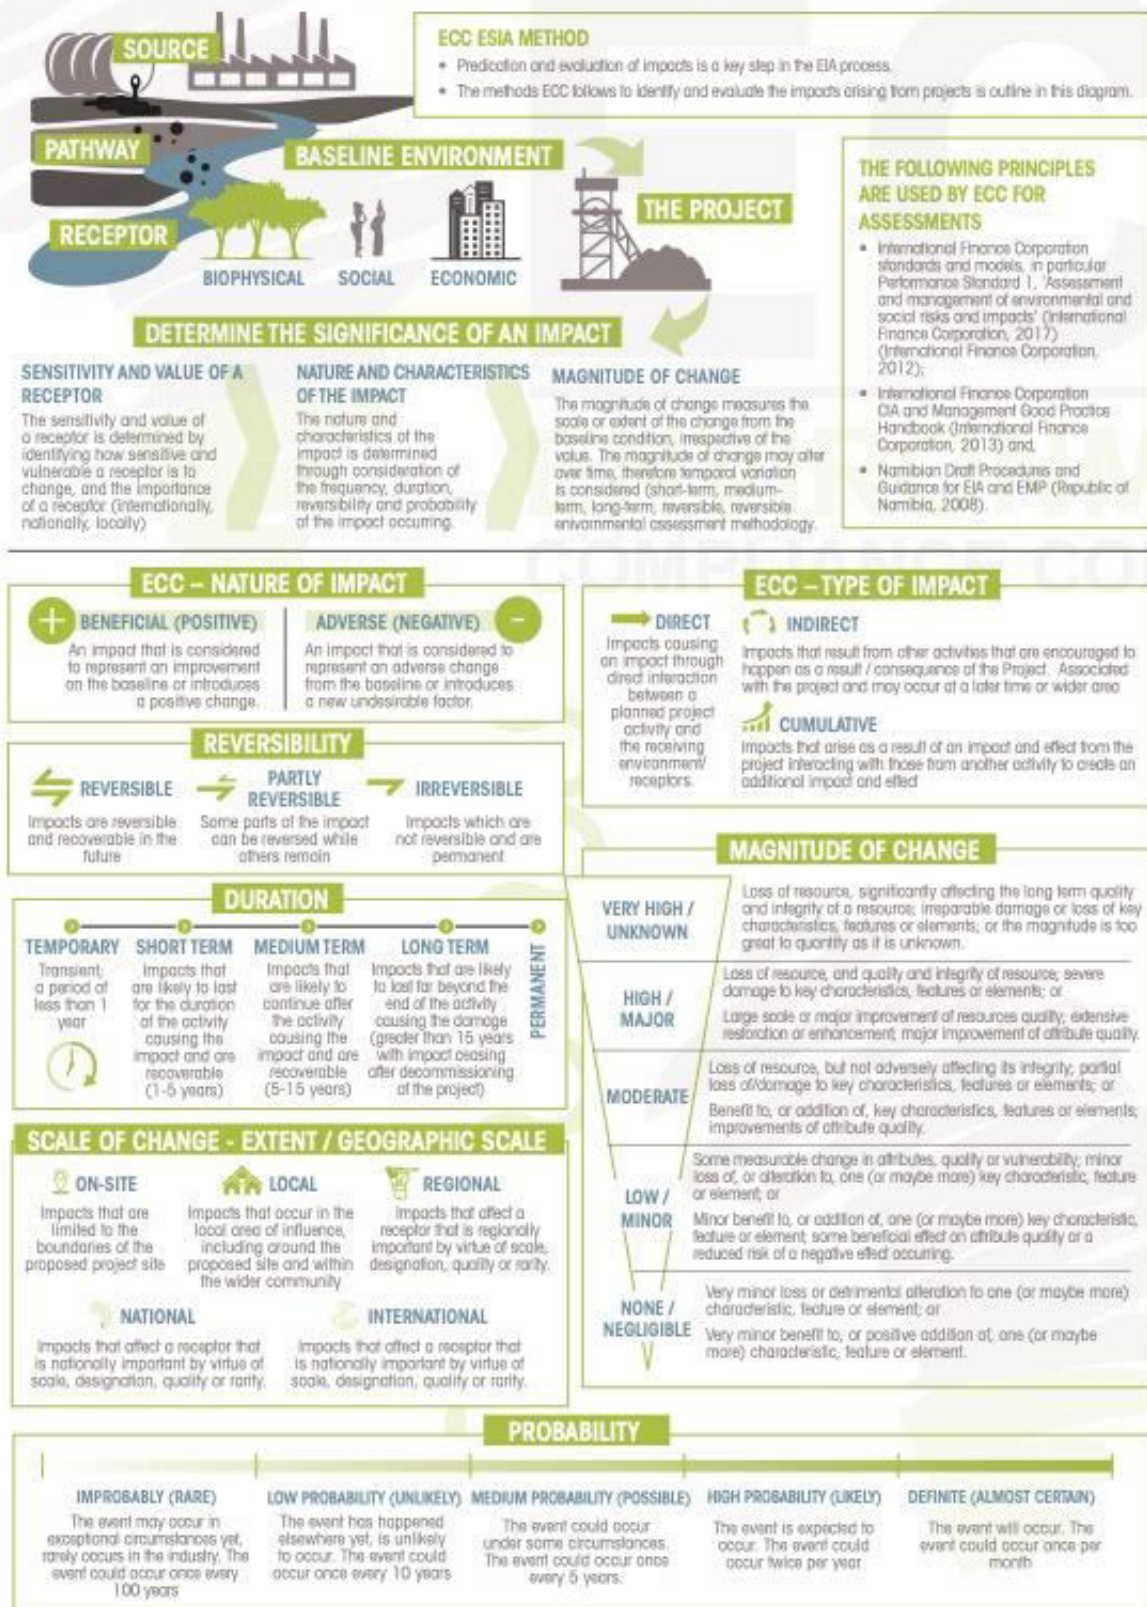 SOURCE
PATHWAY
RECEPTOR
BASELINE ENVIRONMENT
BIOPHYSICAL
SOCIAL
ECONOMIC
THE PROJECT
ECC ESIA METHOD
• Predication and evaluation of impacts is a key step in the EIA process.
• The methods ECC follows to identify and evaluate the impacts arising from projects is outline in this diagram.
THE FOLLOWING PRINCIPLES
ARE USED BY ECC FOR
ASSESSMENTS
• International Finance Corporation
standards and models, in particular
Performance Standard 1, 'Assessment
and management of environmental and
social risks and impacts' (International
Finance Corporation, 2017)
(International Finance Corporation,
2012);
• International Finance Corporation
CIA and Management Good Practice
Handbook (International Finance
Corporation, 2013) and,
• Namibian Draft Procedures and
Guidance for EIA and EMP (Republic of
Namibia, 2008).
DETERMINE THE SIGNIFICANCE OF AN IMPACT
SENSITIVITY AND VALUE OF A
RECEPTOR
The sensitivity and value of
a receptor is determined by
identifying how sensitive and
vulnerable a receptor is to
change, and the importance
of a receptor (internationally,
nationally, locally)
NATURE AND CHARACTERISTICS
OF THE IMPACT
The nature and
characteristics of the
impact is determined
through consideration of
the frequency, duration,
reversibility and probability
of the impact occurring.
MAGNITUDE OF CHANGE
The magnitude of change measures the
scale or extent of the change from the
baseline condition, irrespective of the
value. The magnitude of change may alter
over time, therefore temporal variation
is considered (short-term, medium-
term, long-term, reversible, reversible
enivornmental assessment methodology.
COMPLIANCE CO
ECC – NATURE OF IMPACT
BENEFICIAL (POSITIVE)
An impact that is considered
to represent an improvement
on the baseline or introduces
a positive change.
ADVERSE (NEGATIVE)
An impact that is considered to
represent an adverse change
from the baseline or introduces
a new undesirable factor.
ECC – TYPE OF IMPACT
DIRECT
Impacts causing
an impact through
direct interaction
between a
planned project
activity and
the receiving
environment/
receptors.
INDIRECT
Impacts that result from other activities that are encouraged to
happen as a result / consequence of the Project. Associated
with the project and may occur at a later time or wider area
CUMULATIVE
Impacts that arise as a result of an impact and effect from the
project interacting with those from another activity to create an
additional impact and effect
REVERSIBILITY
REVERSIBLE
Impacts are reversible
and recoverable in the
future
PARTLY
REVERSIBLE
Some parts of the impact
can be reversed while
others remain
IRREVERSIBLE
Impacts which are
not reversible and are
permanent
DURATION
TEMPORARY
Transient;
a period of
less than 1
year
SHORT TERM
Impacts that
are likely to last
for the duration
of the activity
causing the
impact and are
recoverable
(1-5 years)
MEDIUM TERM
Impacts that
are likely to
continue after
the activity
causing the
impact and are
recoverable
(5-15 years)
LONG TERM
Impacts that are likely
to last far beyond the
end of the activity
causing the damage
(greater than 15 years
with impact ceasing
after decommissioning
of the project)
PERMANENT
SCALE OF CHANGE - EXTENT / GEOGRAPHIC SCALE
ON-SITE
Impacts that are
limited to the
boundaries of the
proposed project site
LOCAL
Impacts that occur in the
local area of influence,
including around the
proposed site and within
the wider community
REGIONAL
Impacts that affect a
receptor that is regionally
important by virtue of scale,
designation, quality or rarity.
NATIONAL
Impacts that affect a receptor that
is nationally important by virtue of
scale, designation, quality or rarity.
INTERNATIONAL
Impacts that affect a receptor that
is nationally important by virtue of
scale, designation, quality or rarity.
MAGNITUDE OF CHANGE
VERY HIGH /
UNKNOWN
Loss of resource, significantly affecting the long term quality
and integrity of a resource; irreparable damage or loss of key
characteristics, features or elements; or the magnitude is too
great to quantify as it is unknown.
HIGH /
MAJOR
Loss of resource, and quality and integrity of resource; severe
damage to key characteristics, features or elements; or
Large scale or major improvement of resources quality; extensive
restoration or enhancement; major improvement of attribute quality.
MODERATE
Loss of resource, but not adversely affecting its integrity; partial
loss of/damage to key characteristics, features or elements; or
Benefit to, or addition of, key characteristics, features or elements;
improvements of attribute quality.
LOW /
MINOR
Some measurable change in attributes, quality or vulnerability; minor
loss of, or alteration to, one (or maybe more) key characteristic, feature
or element; or
Minor benefit to, or addition of, one (or maybe more) key characteristic,
feature or element; some beneficial effect on attribute quality or a
reduced risk of a negative effect occurring.
NONE /
NEGLIGIBLE
Very minor loss or detrimental alteration to one (or maybe more)
characteristic, feature or element; or
Very minor benefit to, or positive addition of, one (or maybe
more) characteristic, feature or element.
PROBABILITY
IMPROBABLY (RARE)
The event may occur in
exceptional circumstances yet,
rarely occurs in the industry. The
event could occur once every
100 years
LOW PROBABILITY (UNLIKELY)
The event has happened
elsewhere yet, is unlikely
to occur. The event could
occur once every 10 years
MEDIUM PROBABILITY (POSSIBLE)
The event could occur
under some circumstances.
The event could occur once
every 5 years.
HIGH PROBABILITY (LIKELY)
The event is expected to
occur. The event could
occur twice per year
DEFINITE (ALMOST CERTAIN)
The event will occur. The
event could occur once per
month